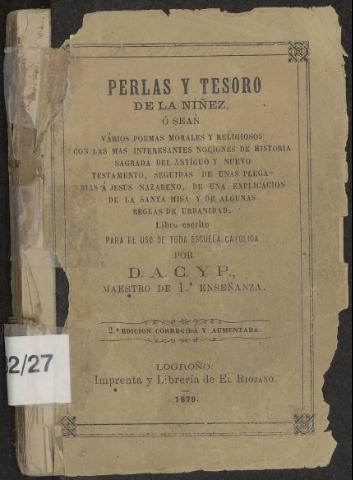 PERLAS Y TESORO
DE LA NIÑEZ,
Ó SEAN
VÁRIOS POEMAS MORALES Y RELIGIOSOS
CON LAS MAS INTERESANTES NOCIONES DE HISTORIA
SAGRADA DEL ANTÍGUO Y NUEVO
TESTAMENTO, SEGUIDAS DE UNAS PLEGA-
RIAS Á JESUS NAZARENO, DE UNA EXPLICACION
DE LA SANTA MISA Y DE ALGUNAS
REGLAS DE URBANIDAD.
Libro escrito
PARA EL USO DE TODA ESCUELA CATÓLICA
POR
D. A. C. Y P.,
MAESTRO DE 1.ª ENSEÑANZA.
2.ª EDICION CORREGIDA Y AUMENTADA.
2/27
LOGROÑO:
Imprenta y Librería de EL RIOJANO.
1879.